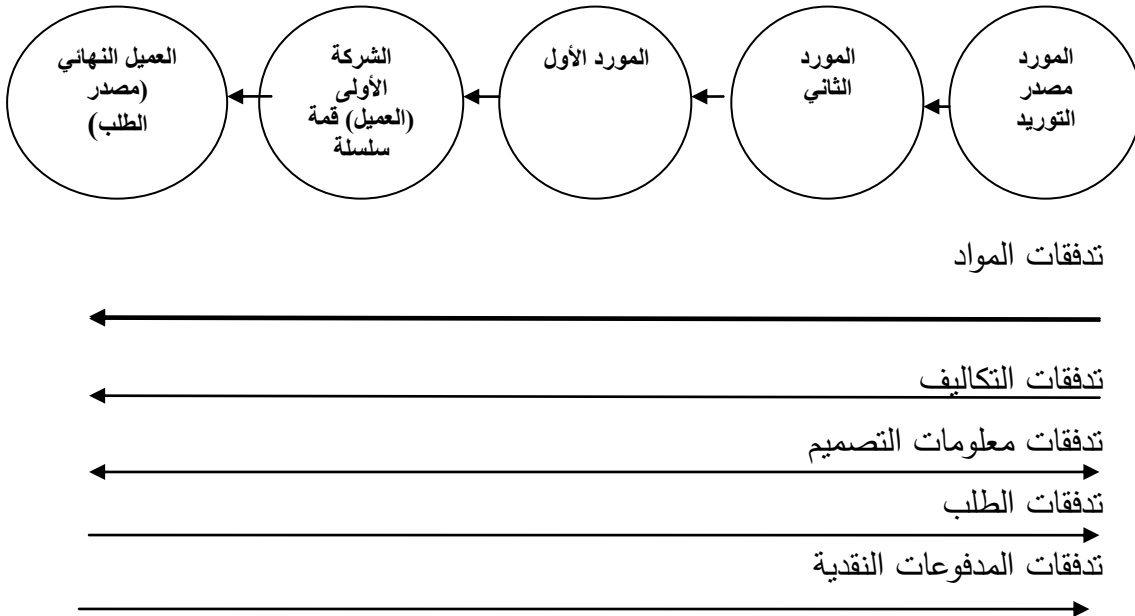 المورد
مصدر
التوريد
المورد
الثاني
المورد الأول
الشركة
الأولى
(العميل) قمة
سلسلة
العميل النهائي
(مصدر
الطلب)
تدفقات المواد
تدفقات التكاليف
تدفقات معلومات التصميم
تدفقات الطلب
تدفقات المدفوعات النقدية